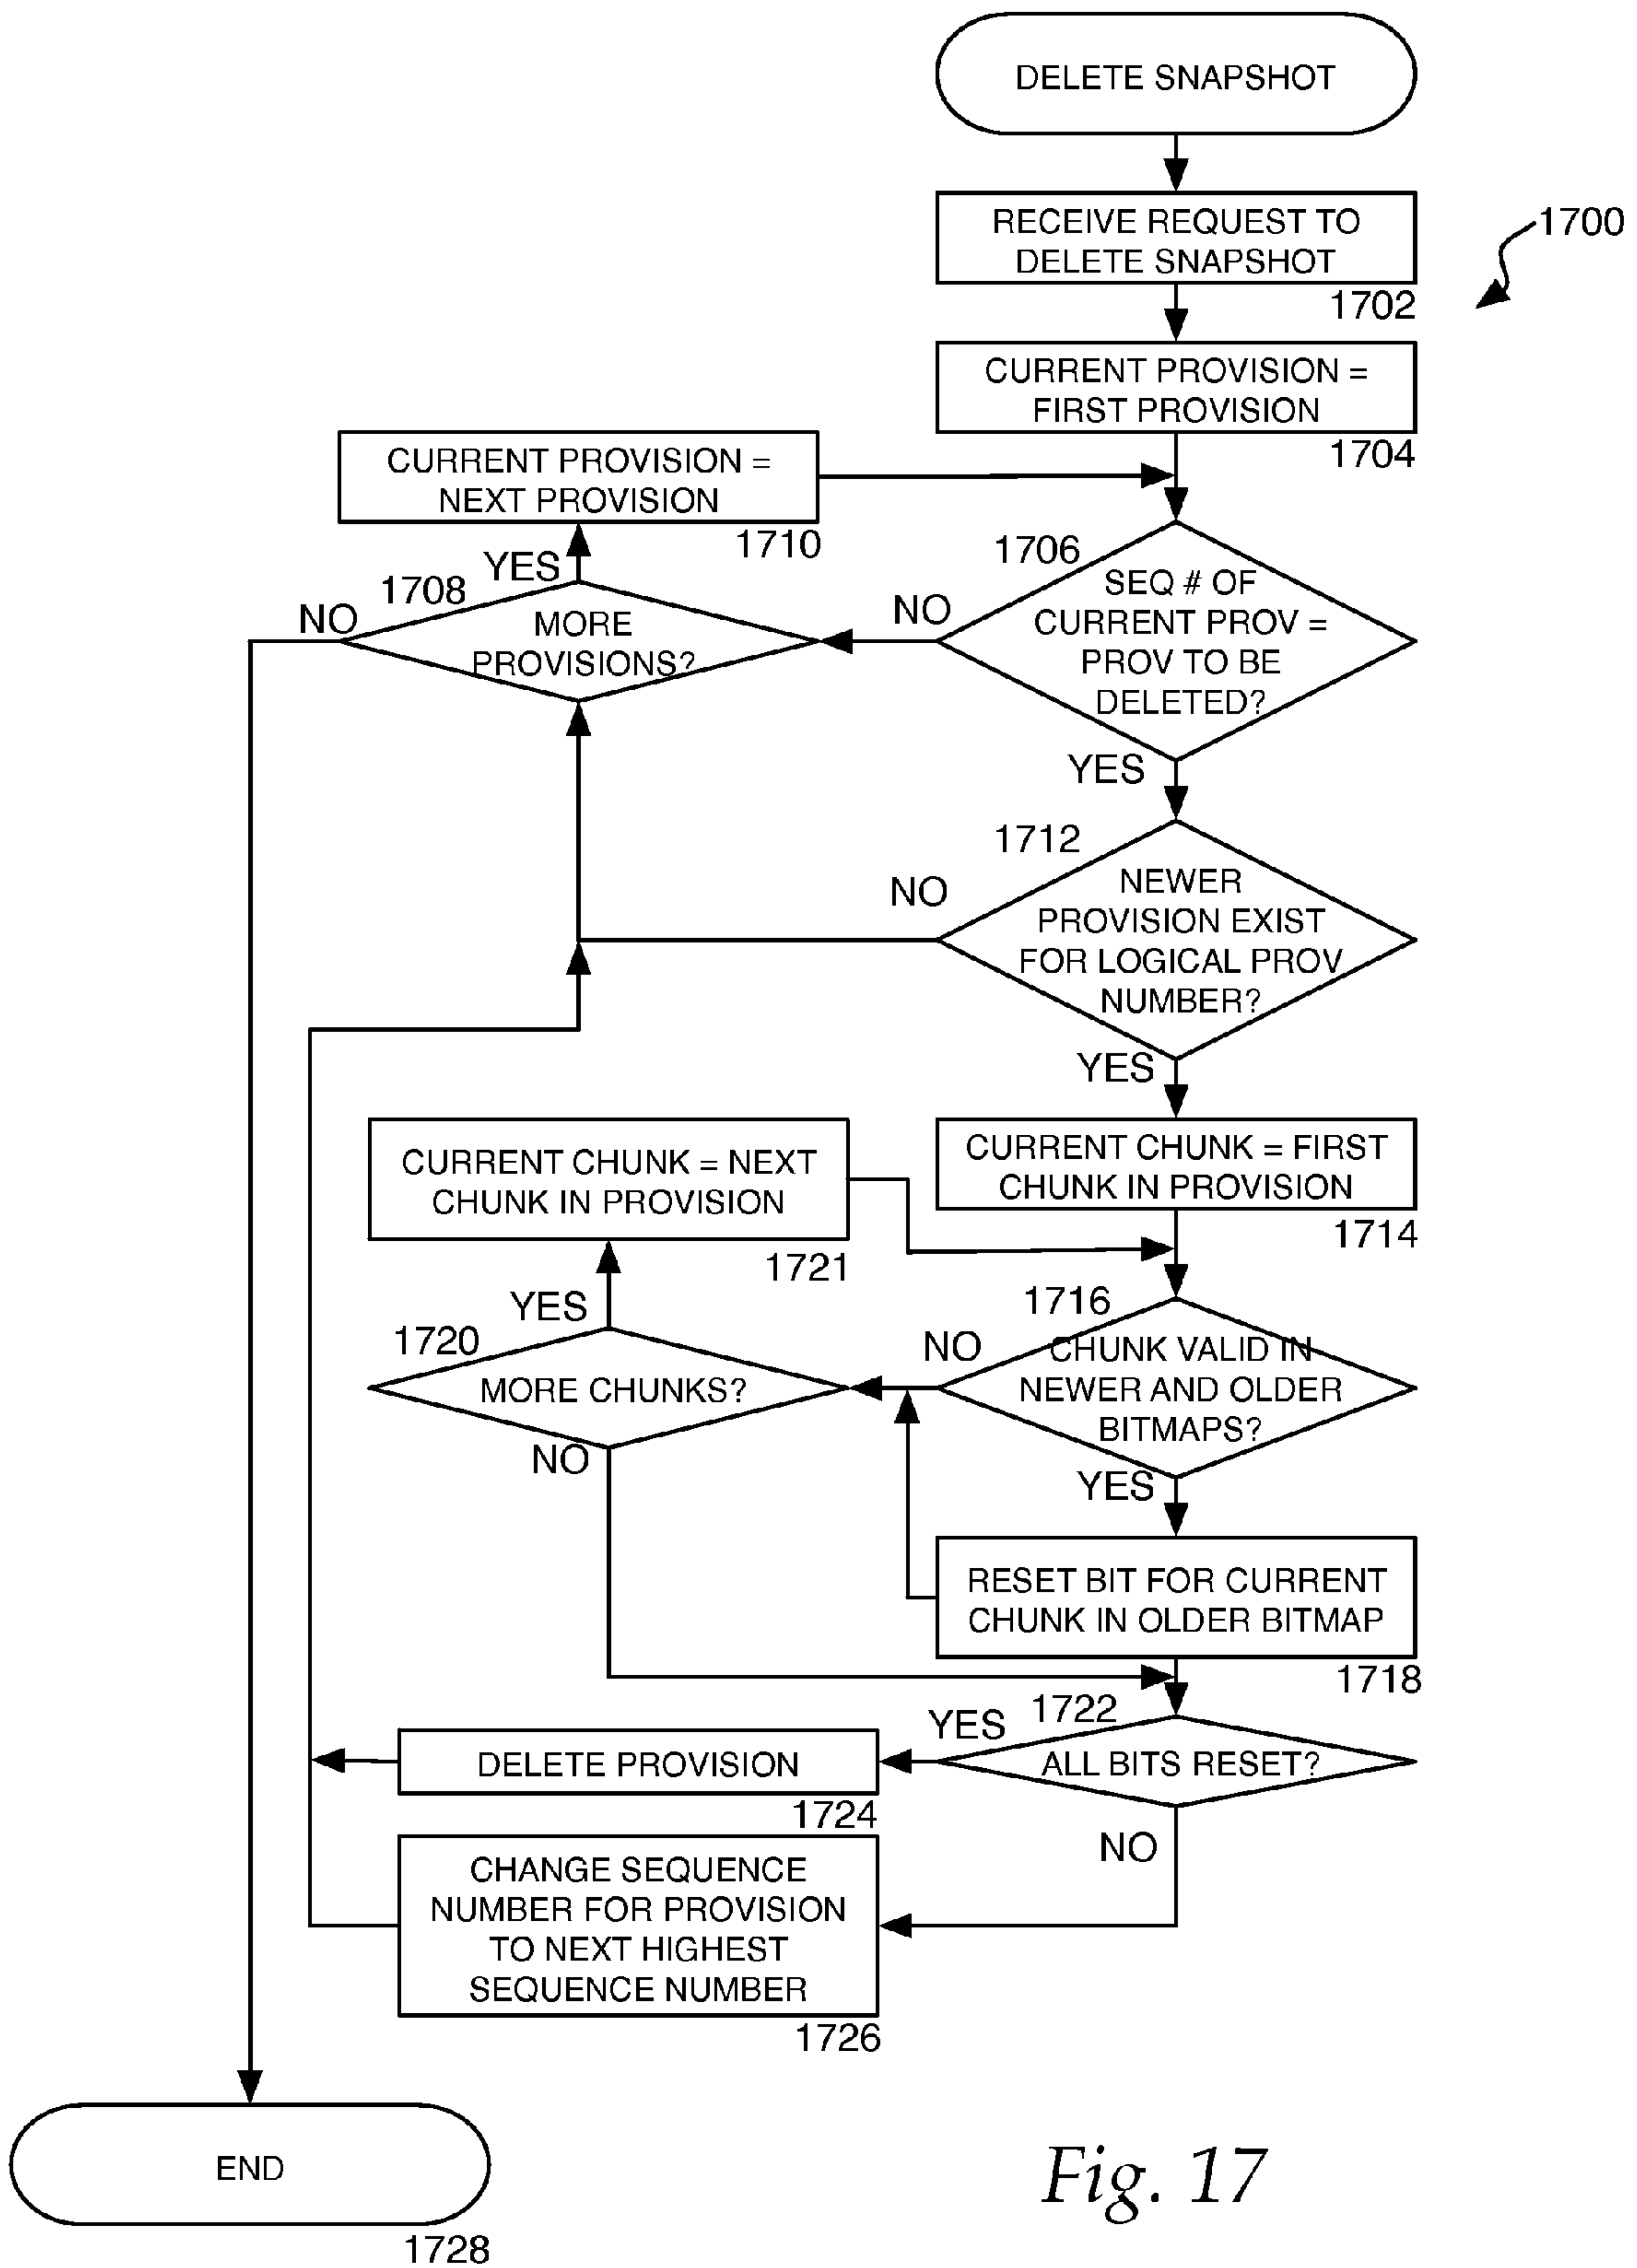 DELETE SNAPSHOT
RECEIVE REQUEST TO
DELETE SNAPSHOT
1702
1700
CURRENT PROVISION =
FIRST PROVISION
1704
CURRENT PROVISION =
NEXT PROVISION
1710
YES
1708
NO
MORE
PROVISIONS?
NO
1706
SEQ # OF
CURRENT PROV =
PROV TO BE
DELETED?
YES
1712
NO
NEWER
PROVISION EXIST
FOR LOGICAL PROV
NUMBER?
YES
CURRENT CHUNK = FIRST
CHUNK IN PROVISION
1714
CURRENT CHUNK = NEXT
CHUNK IN PROVISION
1721
YES
1720
MORE CHUNKS?
NO
1716
NO
CHUNK VALID IN
NEWER AND OLDER
BITMAPS?
YES
RESET BIT FOR CURRENT
CHUNK IN OLDER BITMAP
1718
1722
YES
ALL BITS RESET?
NO
DELETE PROVISION
1724
CHANGE SEQUENCE
NUMBER FOR PROVISION
TO NEXT HIGHEST
SEQUENCE NUMBER
1726
END
1728
Fig. 17